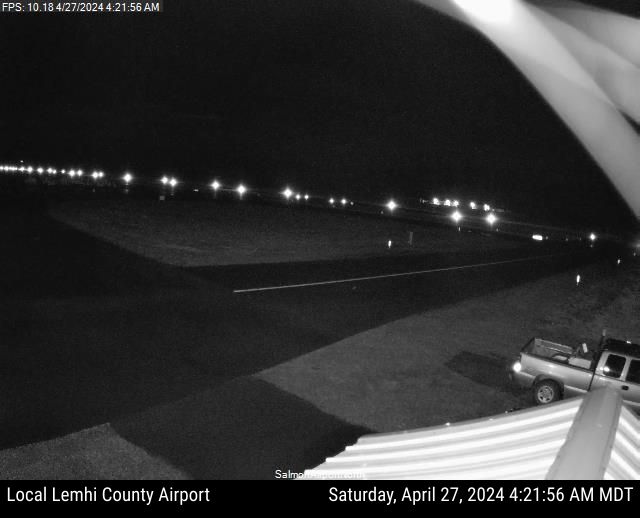 FPS: 10.18 4/27/2024 4:21:56 AM
Local Lemhi County Airport
Saturday, April 27, 2024 4:21:56 AM MDT